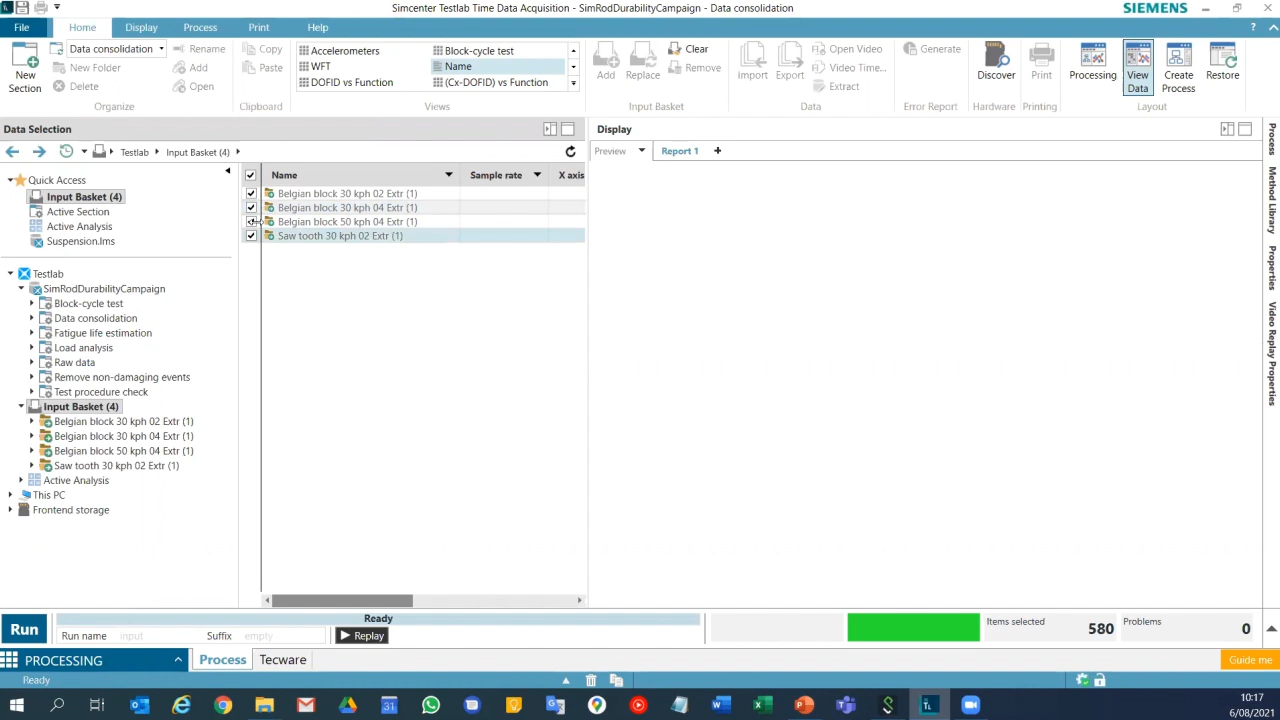 Simcenter Testlab Time Data Acquisition - SimRodDurabilityCampaign - Data consolidation
SIEMENS
File
Home
Display
Process
Print
Help
New Section
Data consolidation
New Folder
Delete
Rename
Add
Open
Organize
Copy
Paste
Clipboard
Accelerometers
WFT
DOFID vs Function
Block-cycle test
Name
(Cx-DOFID) vs Function
Views
Add
Replace
Clear
Remove
Input Basket
Import
Export
Open Video
Video Time...
Extract
Data
Generate
Error Report
Discover
Hardware
Print
Printing
Processing
View Data
Create Process
Restore
Layout
Data Selection
Testlab
Input Basket (4)
Quick Access
Input Basket (4)
Active Section
Active Analysis
Suspension.lms
Testlab
SimRodDurabilityCampaign
Block-cycle test
Data consolidation
Fatigue life estimation
Load analysis
Raw data
Remove non-damaging events
Test procedure check
Input Basket (4)
Belgian block 30 kph 02 Extr (1)
Belgian block 30 kph 04 Extr (1)
Belgian block 50 kph 04 Extr (1)
Saw tooth 30 kph 02 Extr (1)
Active Analysis
This PC
Frontend storage
Name
Sample rate
X axis
Belgian block 30 kph 02 Extr (1)
Belgian block 30 kph 04 Extr (1)
Belgian block 50 kph 04 Extr (1)
Saw tooth 30 kph 02 Extr (1)
Display
Preview
Report 1
Process
Method Library
Properties
Video Replay Properties
Run
Ready
Run name input
Suffix empty
Replay
Items selected
580
Problems
0
PROCESSING
Process
Tecware
Guide me
Ready
10:17
6/08/2021